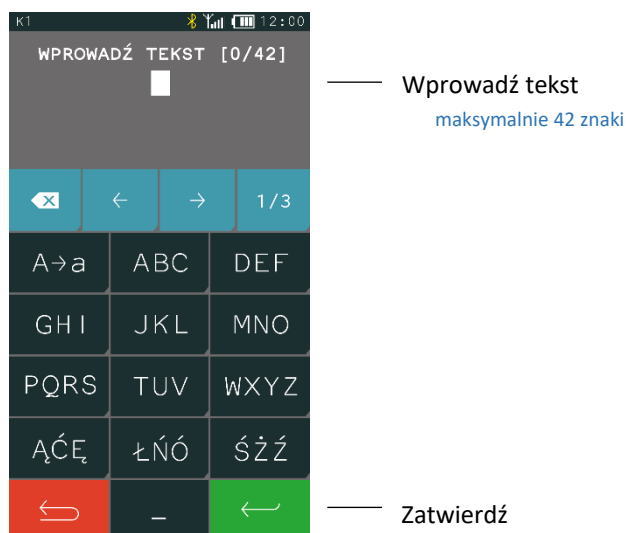 K1 12:00
WPROWADŹ TEKST [0/42]
Wprowadź tekst
maksymalnie 42 znaki
← → 1/3
A→a ABC DEF
GHI JKL MNO
PQRS TUV WXYZ
ĄĆĘ ŁŃÓ ŚŻŹ
_
Zatwierdź